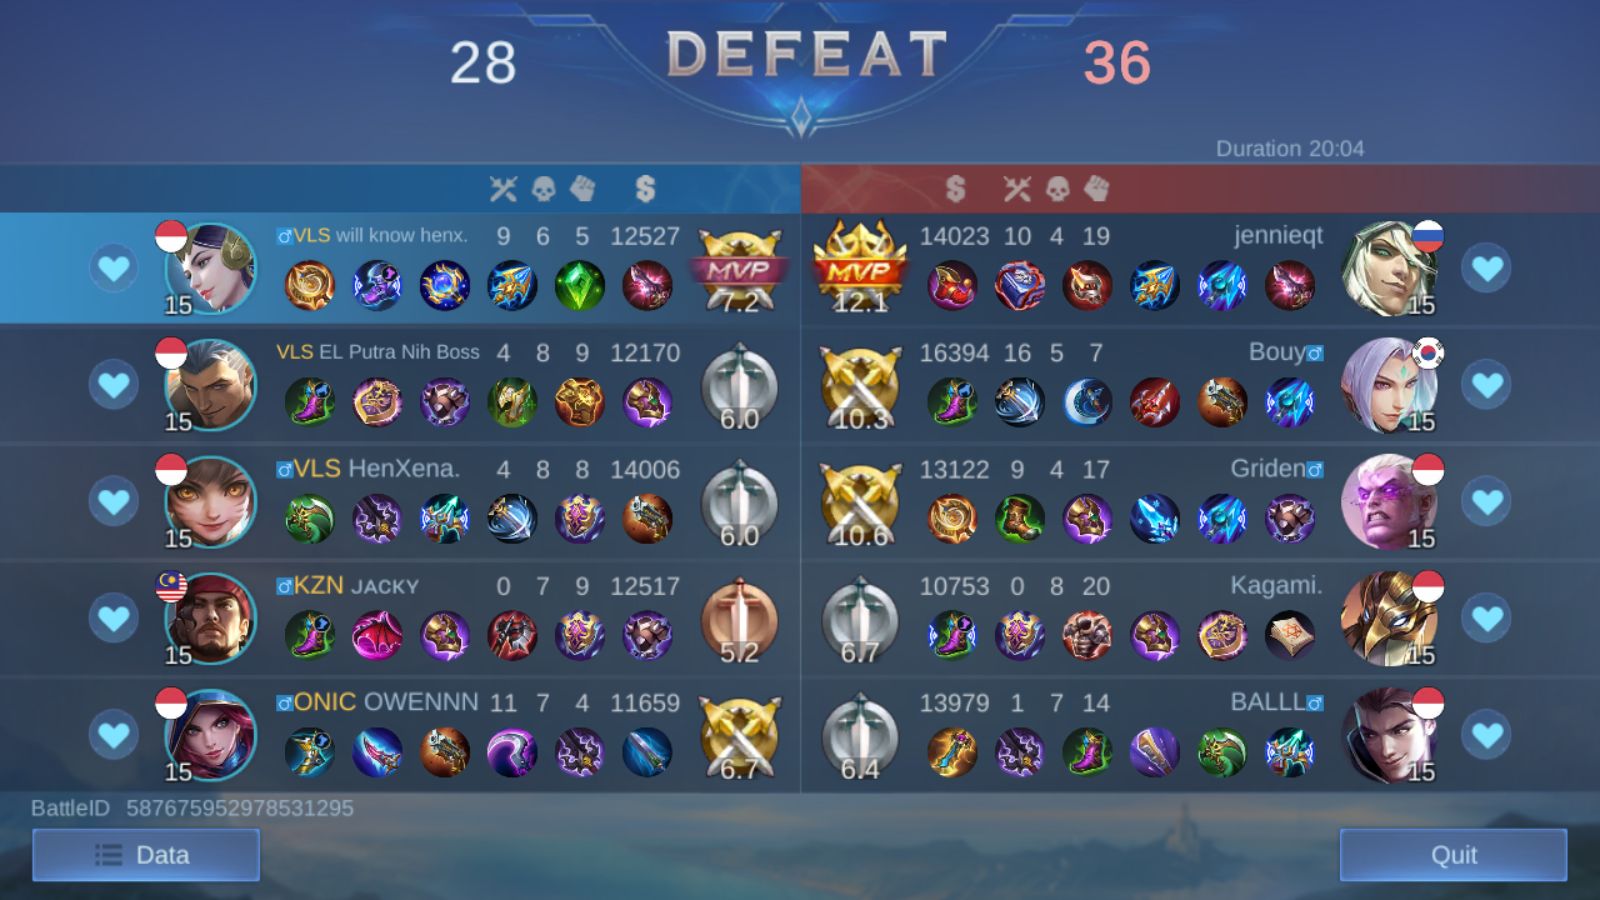 28 DEFEAT 36
Duration 20:04
VLS will know henx. 9 6 5 12527 MVP 7.2 15
MVP 12.1 14023 10 4 19 jennieqt 15
VLS EL Putra Nih Boss 4 8 9 12170 6.0 15
10.3 16394 16 5 7 Bouy 15
VLS HenXena. 4 8 8 14006 6.0 15
10.6 13122 9 4 17 Griden 15
KZN JACKY 0 7 9 12517 5.2 15
6.7 10753 0 8 20 Kagami. 15
ONIC OWENNN 11 7 4 11659 6.7 15
6.4 13979 1 7 14 BALLL 15
BattleID 587675952978531295
Data
Quit